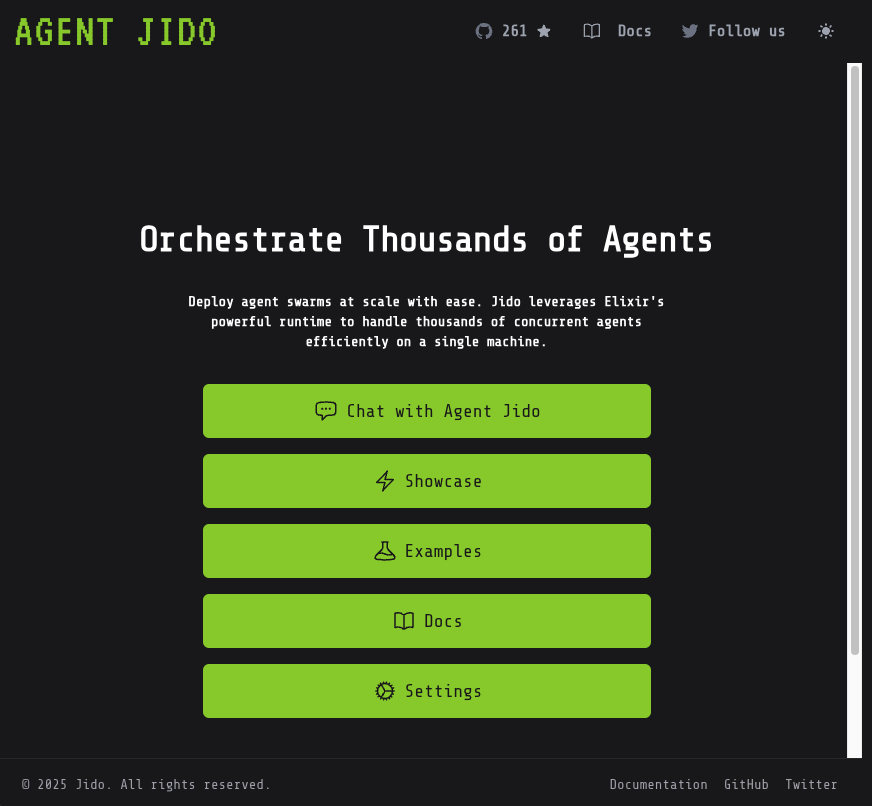 AGENT JIDO
261 Docs Follow us
Orchestrate Thousands of Agents
Deploy agent swarms at scale with ease. Jido leverages Elixir's
powerful runtime to handle thousands of concurrent agents
efficiently on a single machine.
Chat with Agent Jido
Showcase
Examples
Docs
Settings
© 2025 Jido. All rights reserved.
Documentation GitHub Twitter